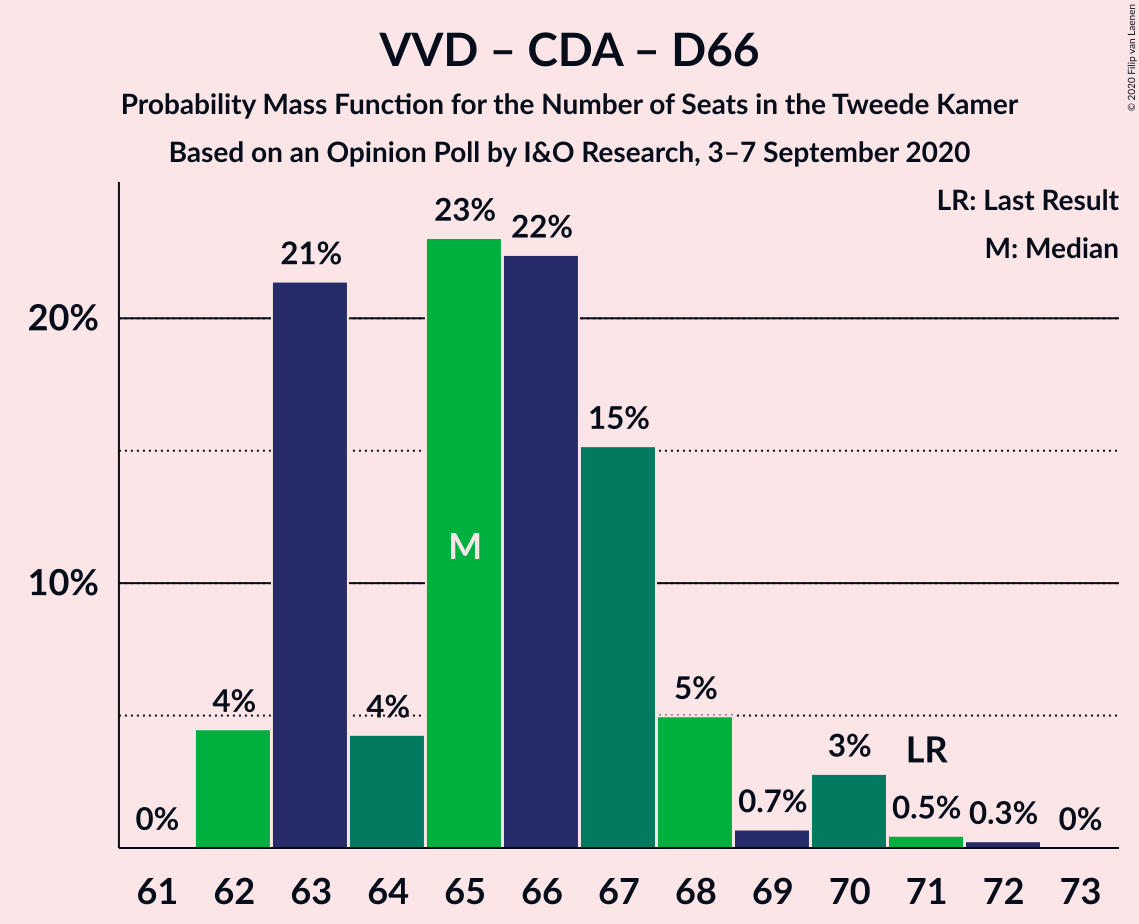 VVD – CDA – D66
Probability Mass Function for the Number of Seats in the Tweede Kamer
Based on an Opinion Poll by I&O Research, 3–7 September 2020
© 2020 Filip van Laenen
LR: Last Result
M: Median
20%
10%
0%
4%
21%
4%
23%
22%
15%
5%
0.7%
3%
0.5%
0.3%
0%
M
LR
61 62 63 64 65 66 67 68 69 70 71 72 73